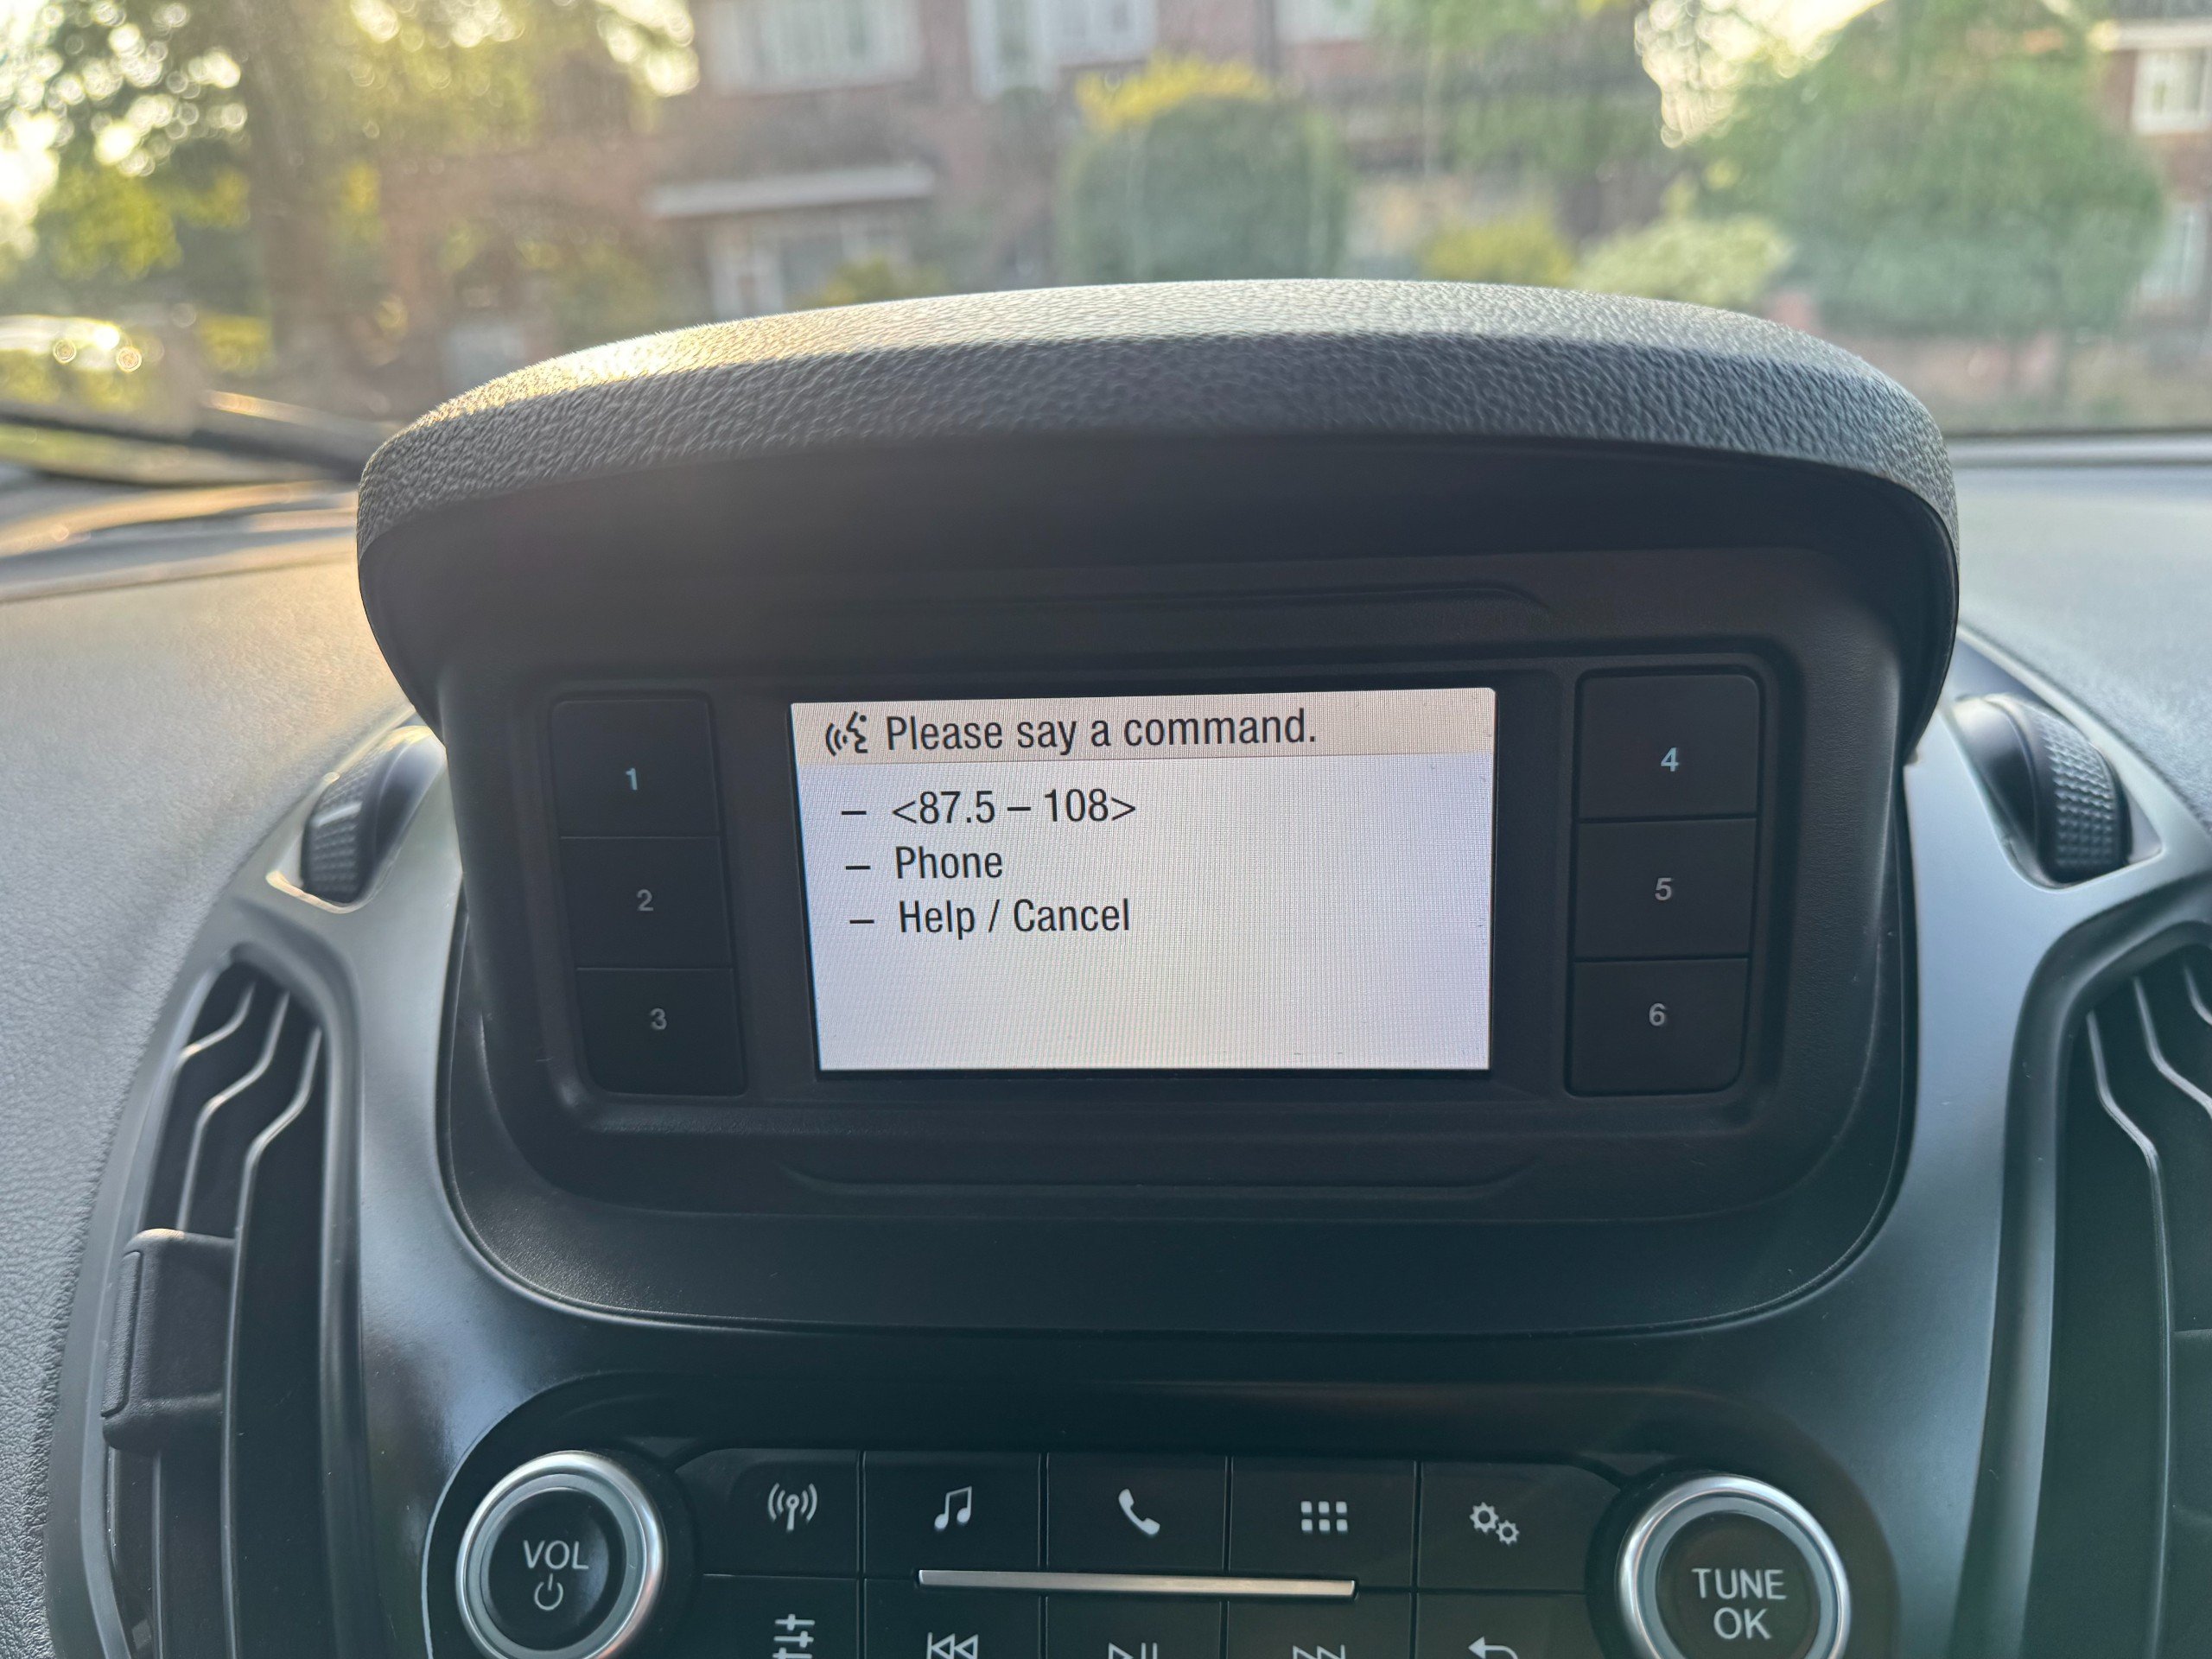 Please say a command.
– <87.5 – 108>
– Phone
– Help / Cancel
1
2
3
4
5
6
VOL
TUNE
OK